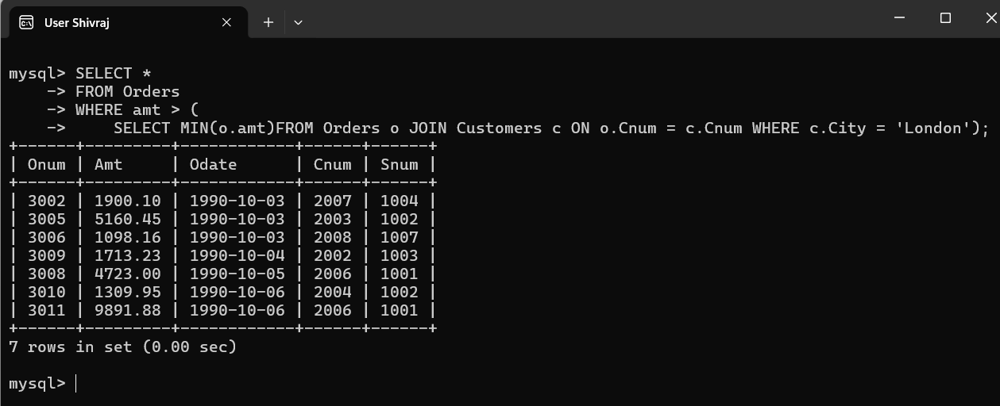 User Shivraj
mysql> SELECT *
    -> FROM Orders
    -> WHERE amt > (
    ->     SELECT MIN(o.amt)FROM Orders o JOIN Customers c ON o.Cnum = c.Cnum WHERE c.City = 'London');
+------+---------+------------+------+------+
| Onum | Amt     | Odate      | Cnum | Snum |
+------+---------+------------+------+------+
| 3002 | 1900.10 | 1990-10-03 | 2007 | 1004 |
| 3005 | 5160.45 | 1990-10-03 | 2003 | 1002 |
| 3006 | 1098.16 | 1990-10-03 | 2008 | 1007 |
| 3009 | 1713.23 | 1990-10-04 | 2002 | 1003 |
| 3008 | 4723.00 | 1990-10-05 | 2006 | 1001 |
| 3010 | 1309.95 | 1990-10-06 | 2004 | 1002 |
| 3011 | 9891.88 | 1990-10-06 | 2006 | 1001 |
+------+---------+------------+------+------+
7 rows in set (0.00 sec)
mysql>